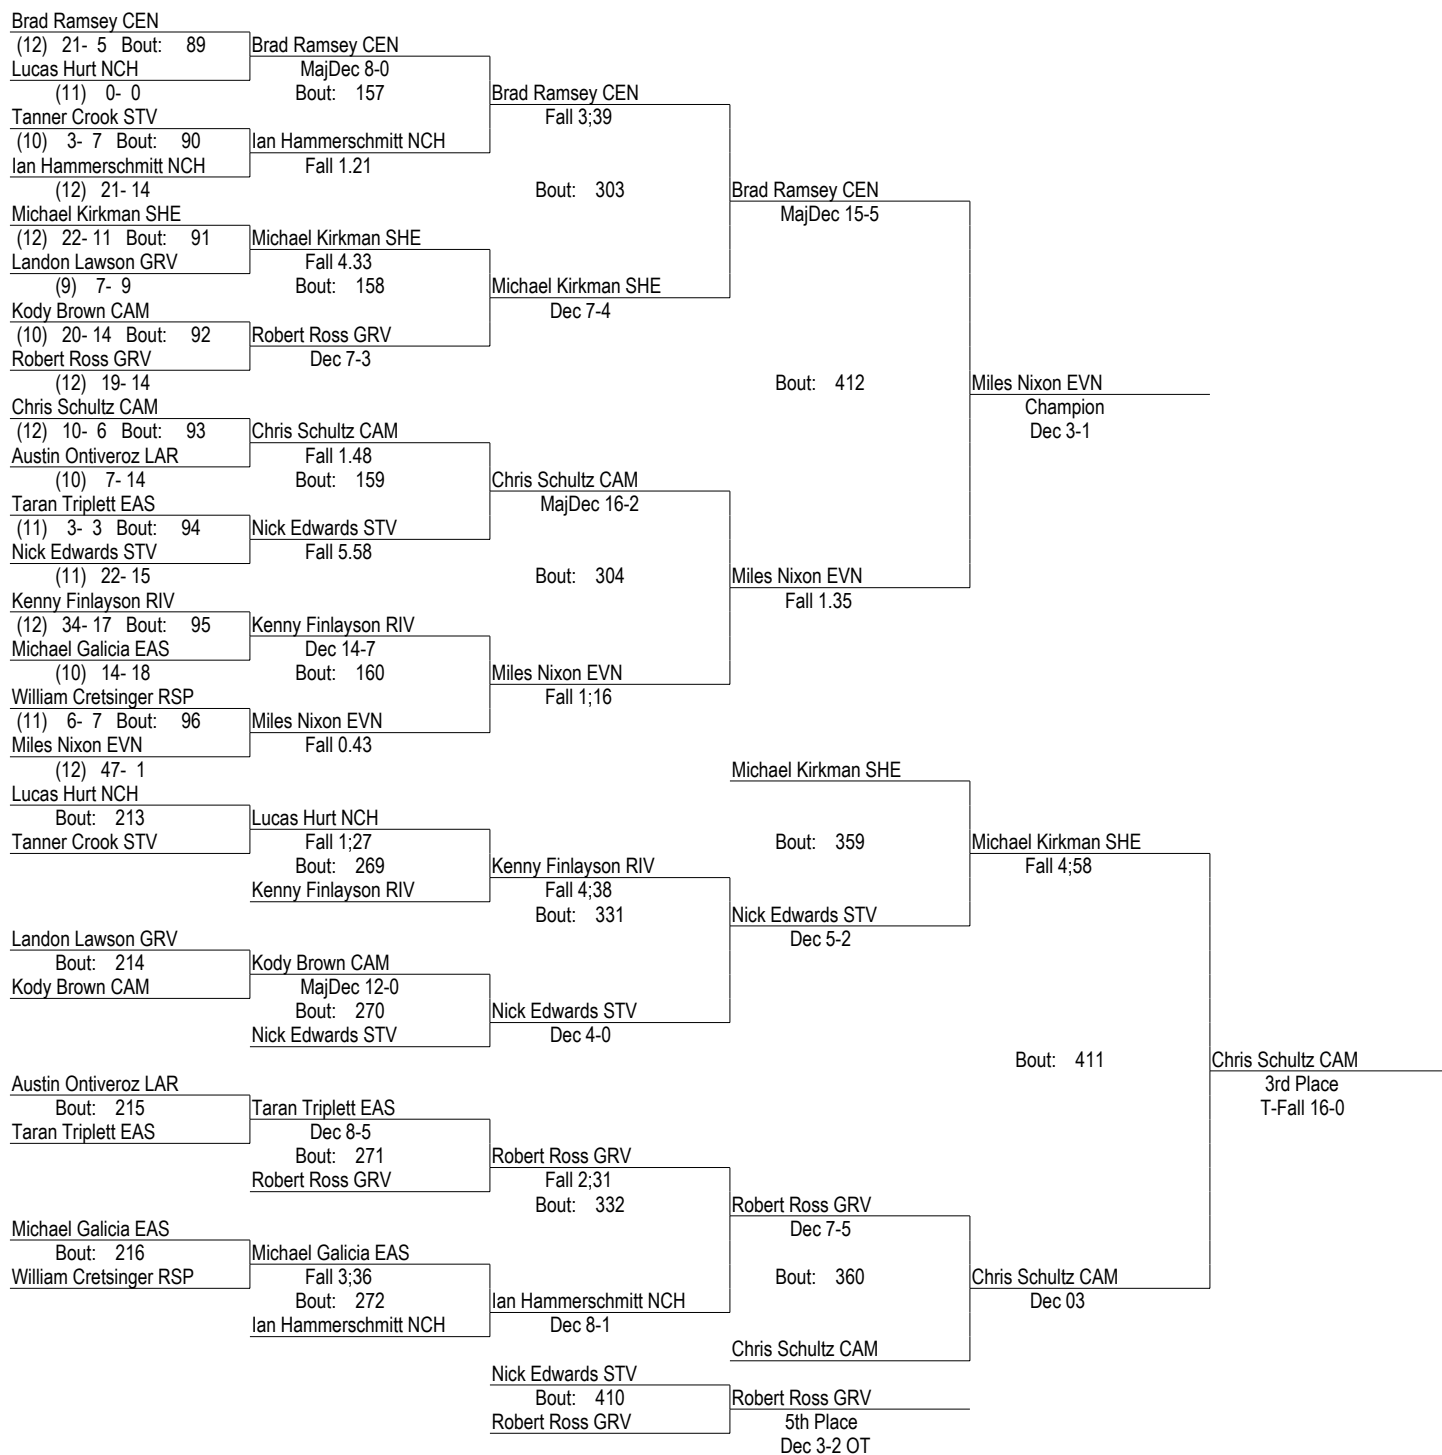 Brad Ramsey CEN
(12) 21- 5 Bout: 89
Brad Ramsey CEN
Lucas Hurt NCH
MajDec 8-0
(11) 0- 0
Bout: 157
Brad Ramsey CEN
Tanner Crook STV
Fall 3;39
(10) 3- 7 Bout: 90
Ian Hammerschmitt NCH
Ian Hammerschmitt NCH
Fall 1.21
(12) 21- 14
Bout: 303
Brad Ramsey CEN
Michael Kirkman SHE
MajDec 15-5
(12) 22- 11 Bout: 91
Michael Kirkman SHE
Landon Lawson GRV
Fall 4.33
(9) 7- 9
Bout: 158
Michael Kirkman SHE
Kody Brown CAM
Dec 7-4
(10) 20- 14 Bout: 92
Robert Ross GRV
Robert Ross GRV
Dec 7-3
(12) 19- 14
Bout: 412
Miles Nixon EVN
Chris Schultz CAM
Champion
(12) 10- 6 Bout: 93
Chris Schultz CAM
Dec 3-1
Austin Ontiveroz LAR
Fall 1.48
(10) 7- 14
Bout: 159
Chris Schultz CAM
Taran Triplett EAS
MajDec 16-2
(11) 3- 3 Bout: 94
Nick Edwards STV
Nick Edwards STV
Fall 5.58
(11) 22- 15
Bout: 304
Miles Nixon EVN
Kenny Finlayson RIV
Fall 1.35
(12) 34- 17 Bout: 95
Kenny Finlayson RIV
Michael Galicia EAS
Dec 14-7
(10) 14- 18
Bout: 160
Miles Nixon EVN
William Cretsinger RSP
Fall 1;16
(11) 6- 7 Bout: 96
Miles Nixon EVN
Miles Nixon EVN
Fall 0.43
(12) 47- 1
Michael Kirkman SHE
Lucas Hurt NCH
Bout: 213
Lucas Hurt NCH
Tanner Crook STV
Fall 1;27
Bout: 359
Michael Kirkman SHE
Bout: 269
Kenny Finlayson RIV
Fall 4;58
Kenny Finlayson RIV
Fall 4;38
Bout: 331
Nick Edwards STV
Landon Lawson GRV
Dec 5-2
Bout: 214
Kody Brown CAM
Kody Brown CAM
MajDec 12-0
Bout: 270
Nick Edwards STV
Nick Edwards STV
Dec 4-0
Bout: 411
Chris Schultz CAM
Austin Ontiveroz LAR
3rd Place
Bout: 215
Taran Triplett EAS
T-Fall 16-0
Taran Triplett EAS
Dec 8-5
Bout: 271
Robert Ross GRV
Robert Ross GRV
Fall 2;31
Bout: 332
Robert Ross GRV
Michael Galicia EAS
Dec 7-5
Bout: 216
Michael Galicia EAS
William Cretsinger RSP
Fall 3;36
Bout: 360
Chris Schultz CAM
Bout: 272
Ian Hammerschmitt NCH
Dec 03
Ian Hammerschmitt NCH
Dec 8-1
Chris Schultz CAM
Nick Edwards STV
Bout: 410
Robert Ross GRV
Robert Ross GRV
5th Place
Dec 3-2 OT